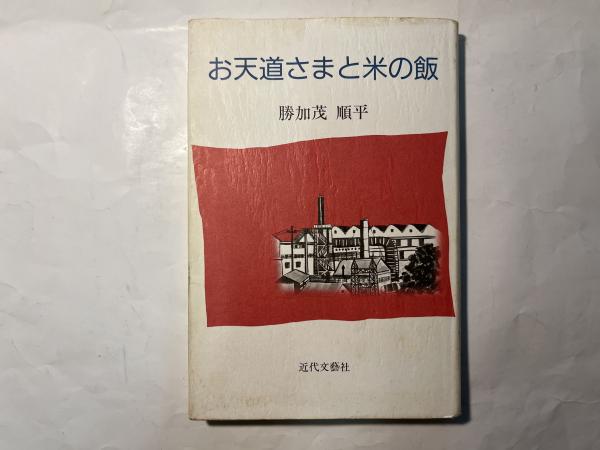 お天道さまと米の飯
勝加茂 順平
近代文藝社